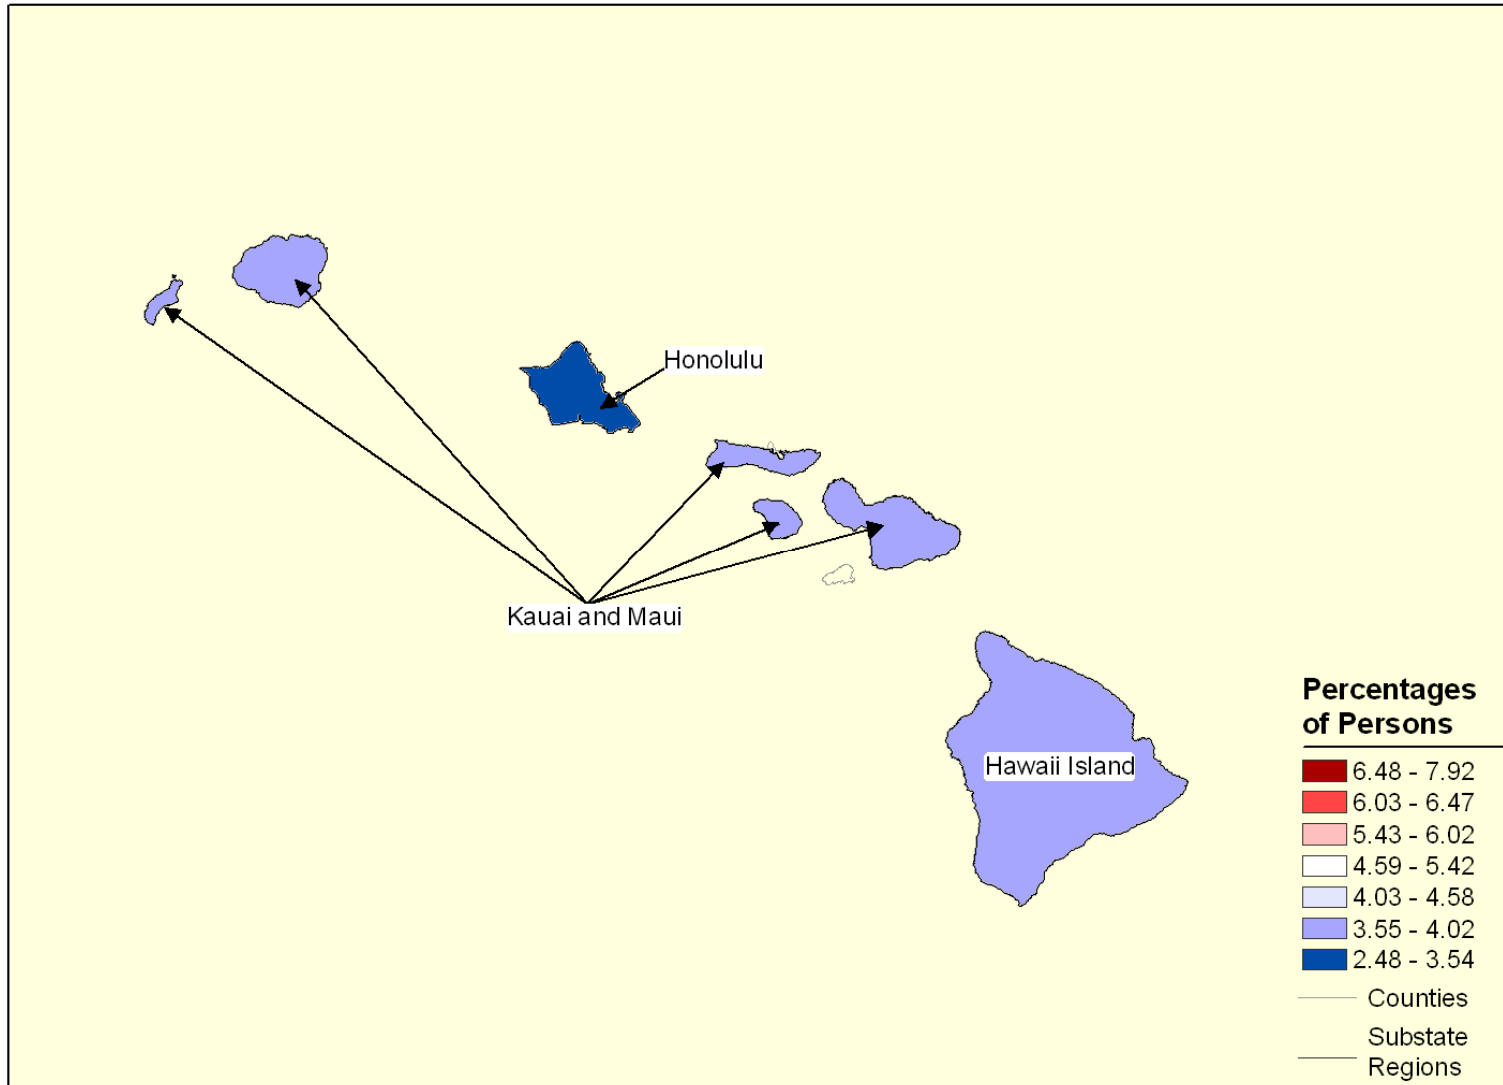 Honolulu
Kauai and Maui
Hawaii Island
Percentages
of Persons
6.48 - 7.92
6.03 - 6.47
5.43 - 6.02
4.59 - 5.42
4.03 - 4.58
3.55 - 4.02
2.48 - 3.54
Counties
Substate
Regions